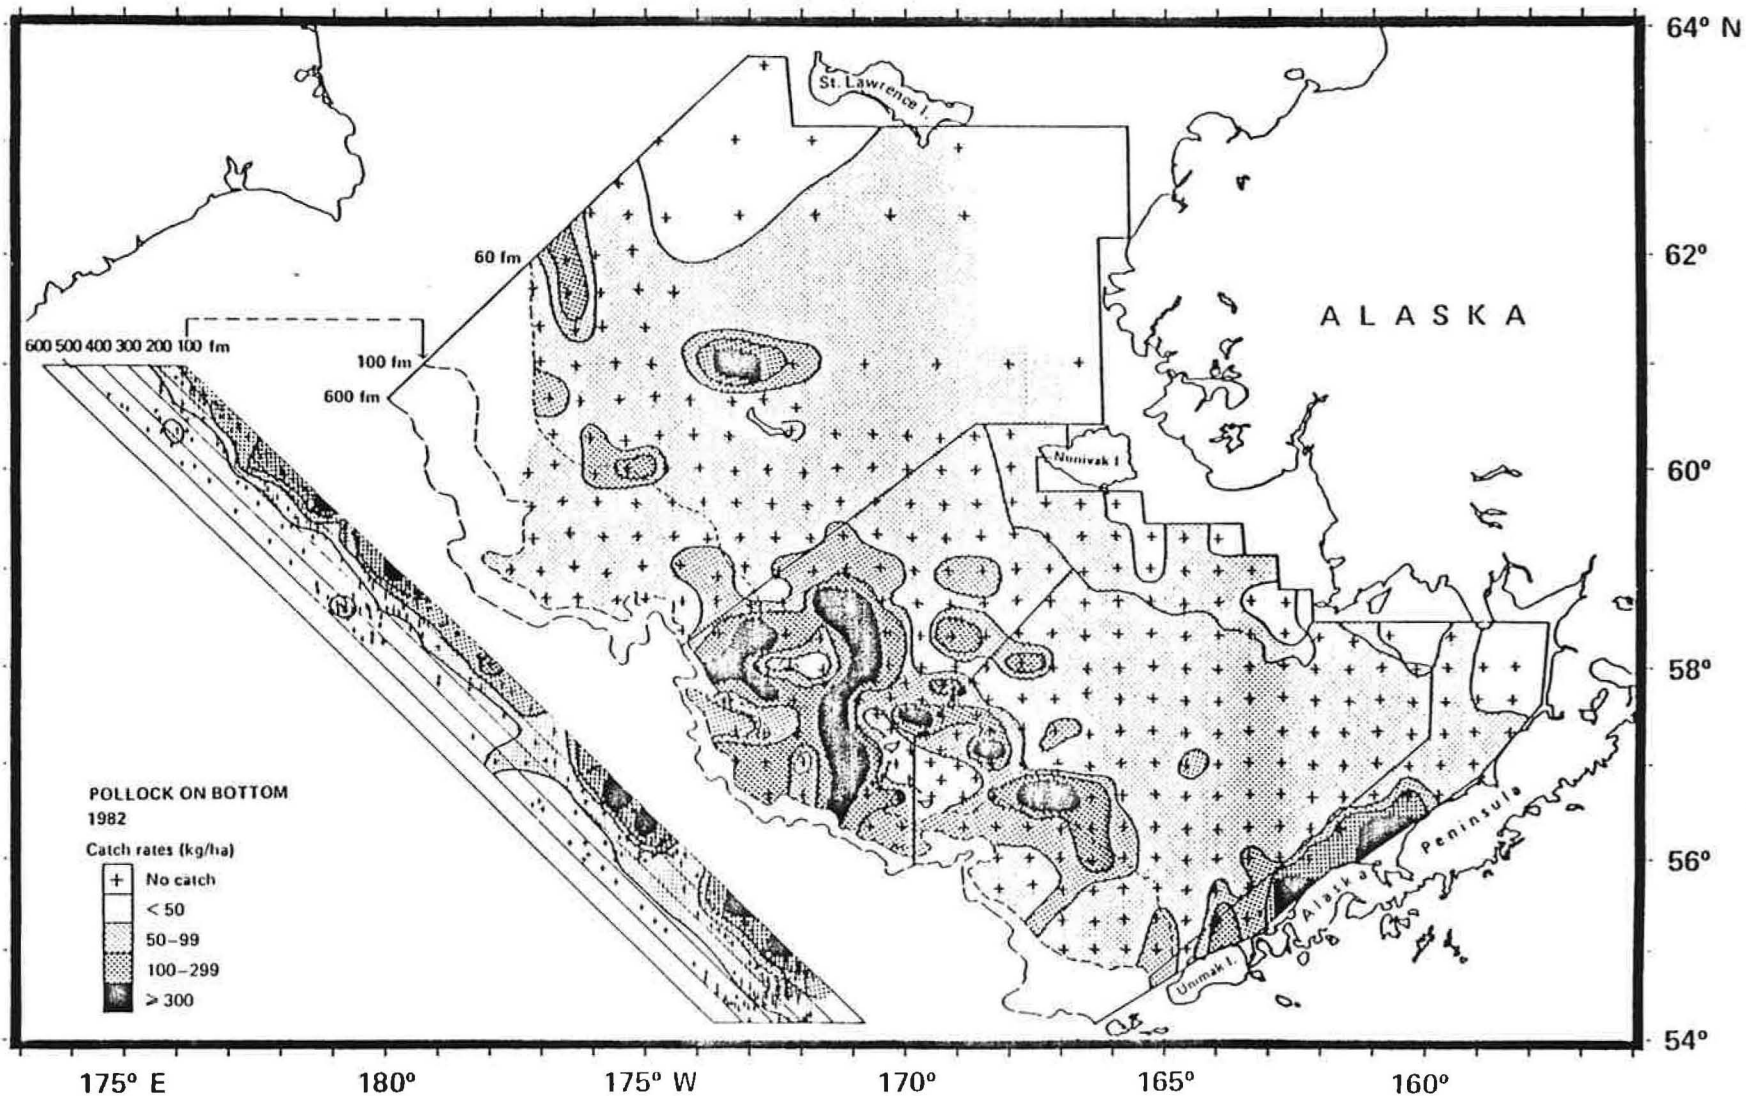 64° N
St. Lawrence I.
60 fm
62°
ALASKA
600 500 400 300 200 100 fm
100 fm
600 fm
Nunivak I.
60°
58°
POLLOCK ON BOTTOM
1982
Catch rates (kg/ha)
+ No catch
< 50
50–99
100–299
≥ 300
Alaska Peninsula
56°
Unimak I.
54°
175° E 180° 175° W 170° 165° 160°